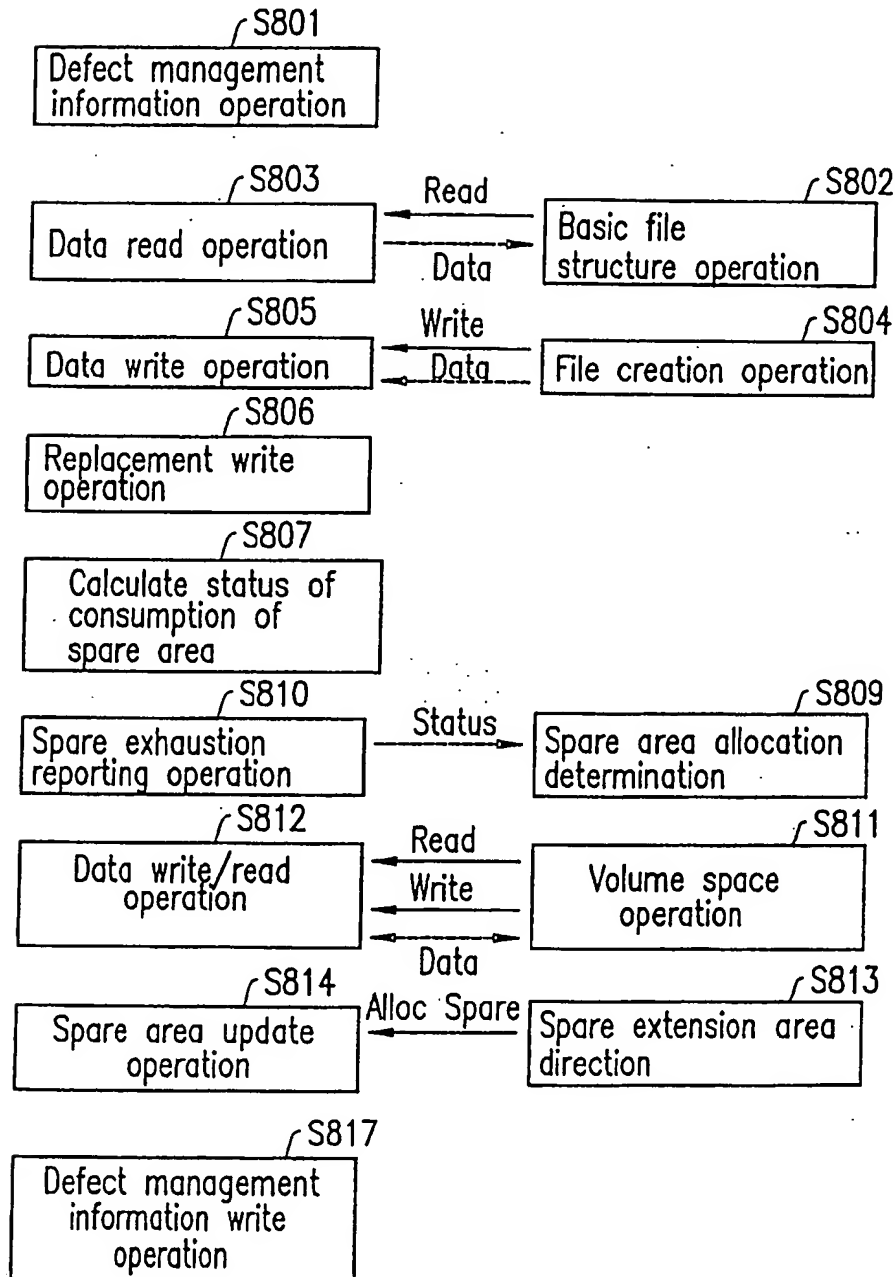 S801
Defect management
information operation
S803
Data read operation
Read
Data
S802
Basic file
structure operation
S805
Data write operation
Write
Data
S804
File creation operation
S806
Replacement write
operation
S807
Calculate status of
consumption of
spare area
S810
Spare exhaustion
reporting operation
Status
S809
Spare area allocation
determination
S812
Data write/read
operation
Read
Write
Data
S811
Volume space
operation
S814
Spare area update
operation
Alloc Spare
S813
Spare extension area
direction
S817
Defect management
information write
operation